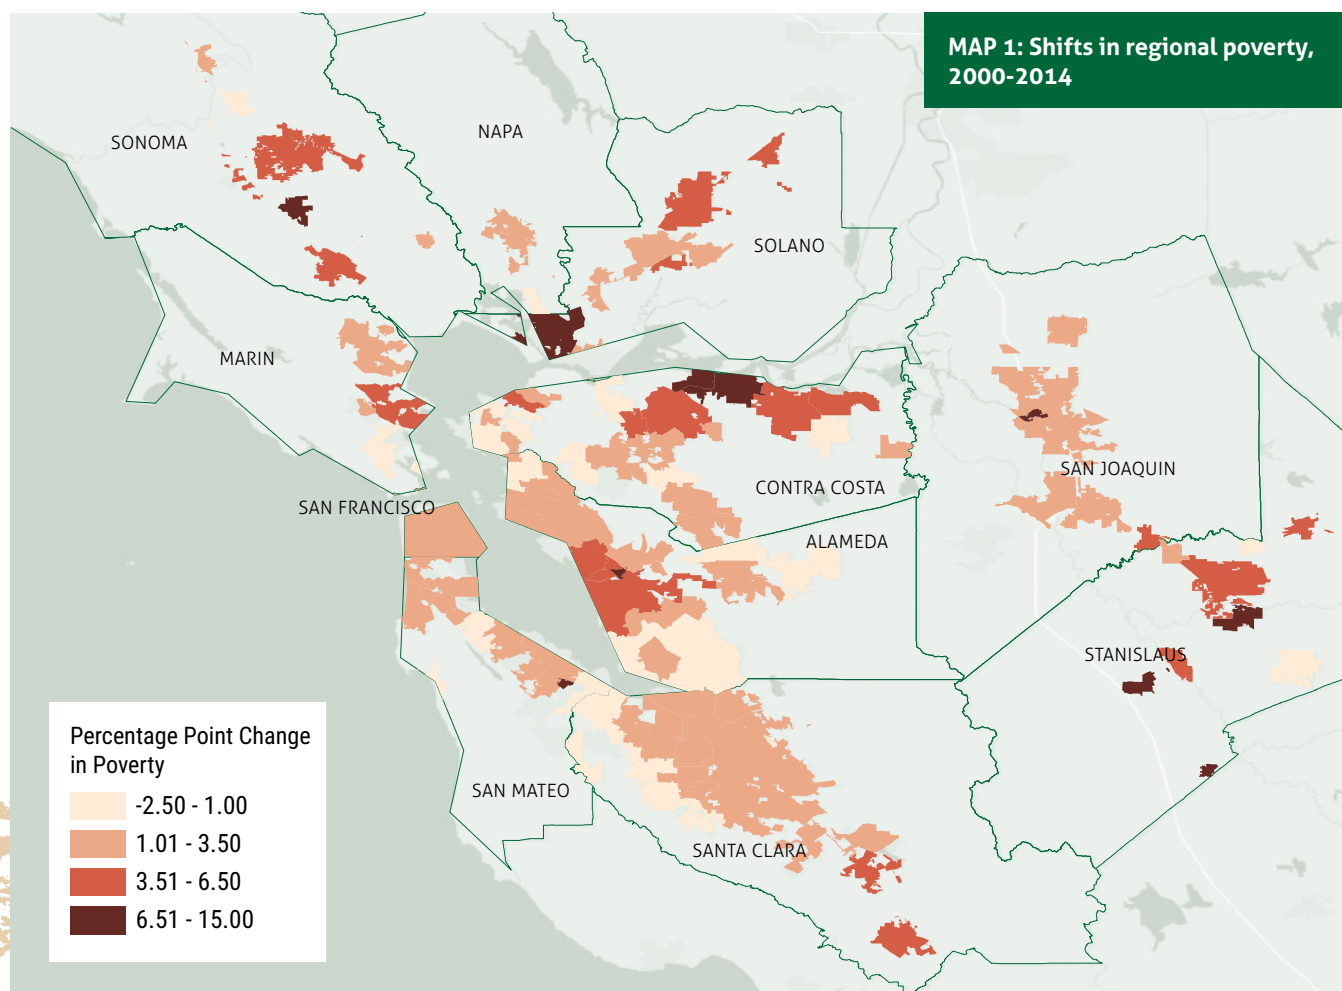 MAP 1: Shifts in regional poverty,
2000-2014
SONOMA
NAPA
SOLANO
MARIN
SAN JOAQUIN
CONTRA COSTA
SAN FRANCISCO
ALAMEDA
STANISLAUS
SAN MATEO
SANTA CLARA
Percentage Point Change
in Poverty
-2.50 - 1.00
1.01 - 3.50
3.51 - 6.50
6.51 - 15.00